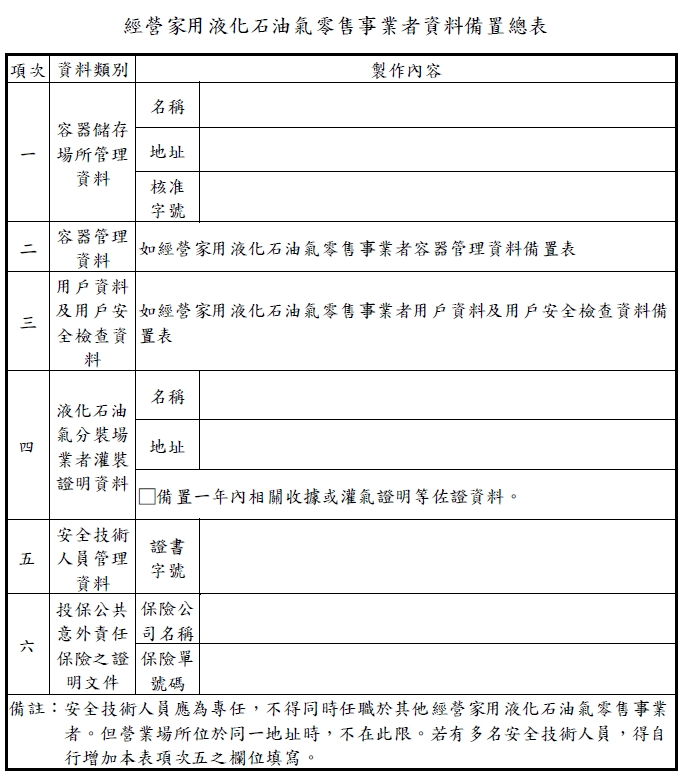 經營家用液化石油氣零售事業者資料備置總表
項次 資料類別 製作內容
一
容器儲存
場所管理
資料
名稱
地址
核准
字號
二
容器管理
資料
如經營家用液化石油氣零售事業者容器管理資料備置表
三
用戶資料
及用戶安
全檢查資
料
如經營家用液化石油氣零售事業者用戶資料及用戶安全檢查資料備
置表
四
液化石油
氣分裝場
業者灌裝
證明資料
名稱
地址
□備置一年內相關收據或灌氣證明等佐證資料。
五
安全技術
人員管理
資料
證書
字號
六
投保公共
意外責任
保險之證
明文件
保險公
司名稱
保險單
號碼
備註：安全技術人員應為專任，不得同時任職於其他經營家用液化石油氣零售事業
者。但營業場所位於同一地址時，不在此限。若有多名安全技術人員，得自
行增加本表項次五之欄位填寫。